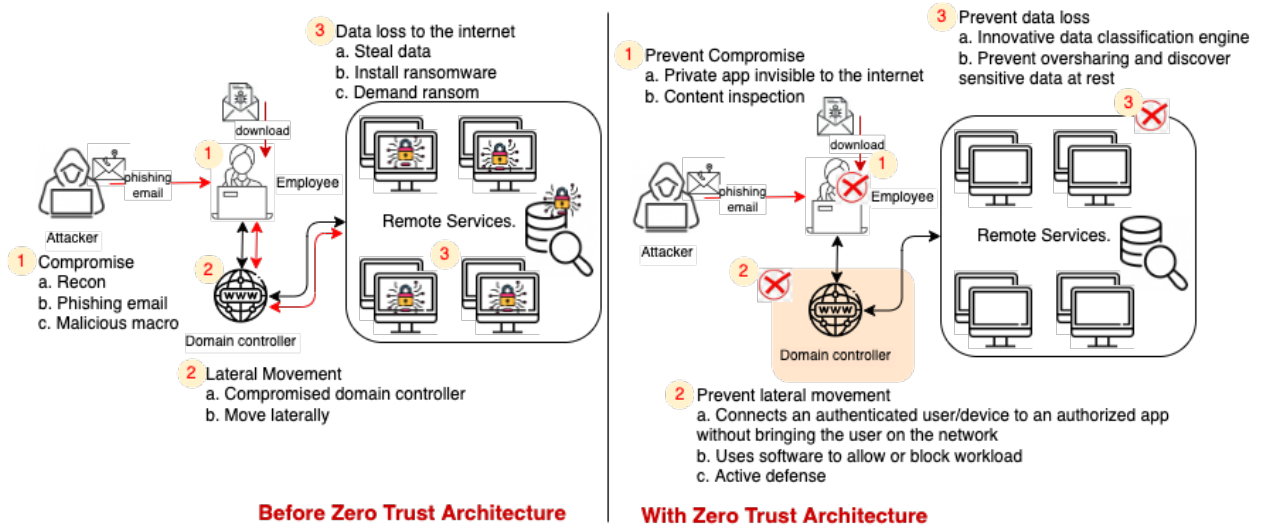 3 Data loss to the internet
a. Steal data
b. Install ransomware
c. Demand ransom
download
1
phishing
email
Employee
Attacker
1 Compromise
a. Recon
b. Phishing email
c. Malicious macro
2
WWW
Domain controller
Remote Services.
3
2 Lateral Movement
a. Compromised domain controller
b. Move laterally
Before Zero Trust Architecture
1 Prevent Compromise
a. Private app invisible to the internet
b. Content inspection
3 Prevent data loss
a. Innovative data classification engine
b. Prevent oversharing and discover
sensitive data at rest
3
download
1
phishing
email
Employee
Attacker
2
WWW
Domain controller
Remote Services.
2 Prevent lateral movement
a. Connects an authenticated user/device to an authorized app
without bringing the user on the network
b. Uses software to allow or block workload
c. Active defense
With Zero Trust Architecture